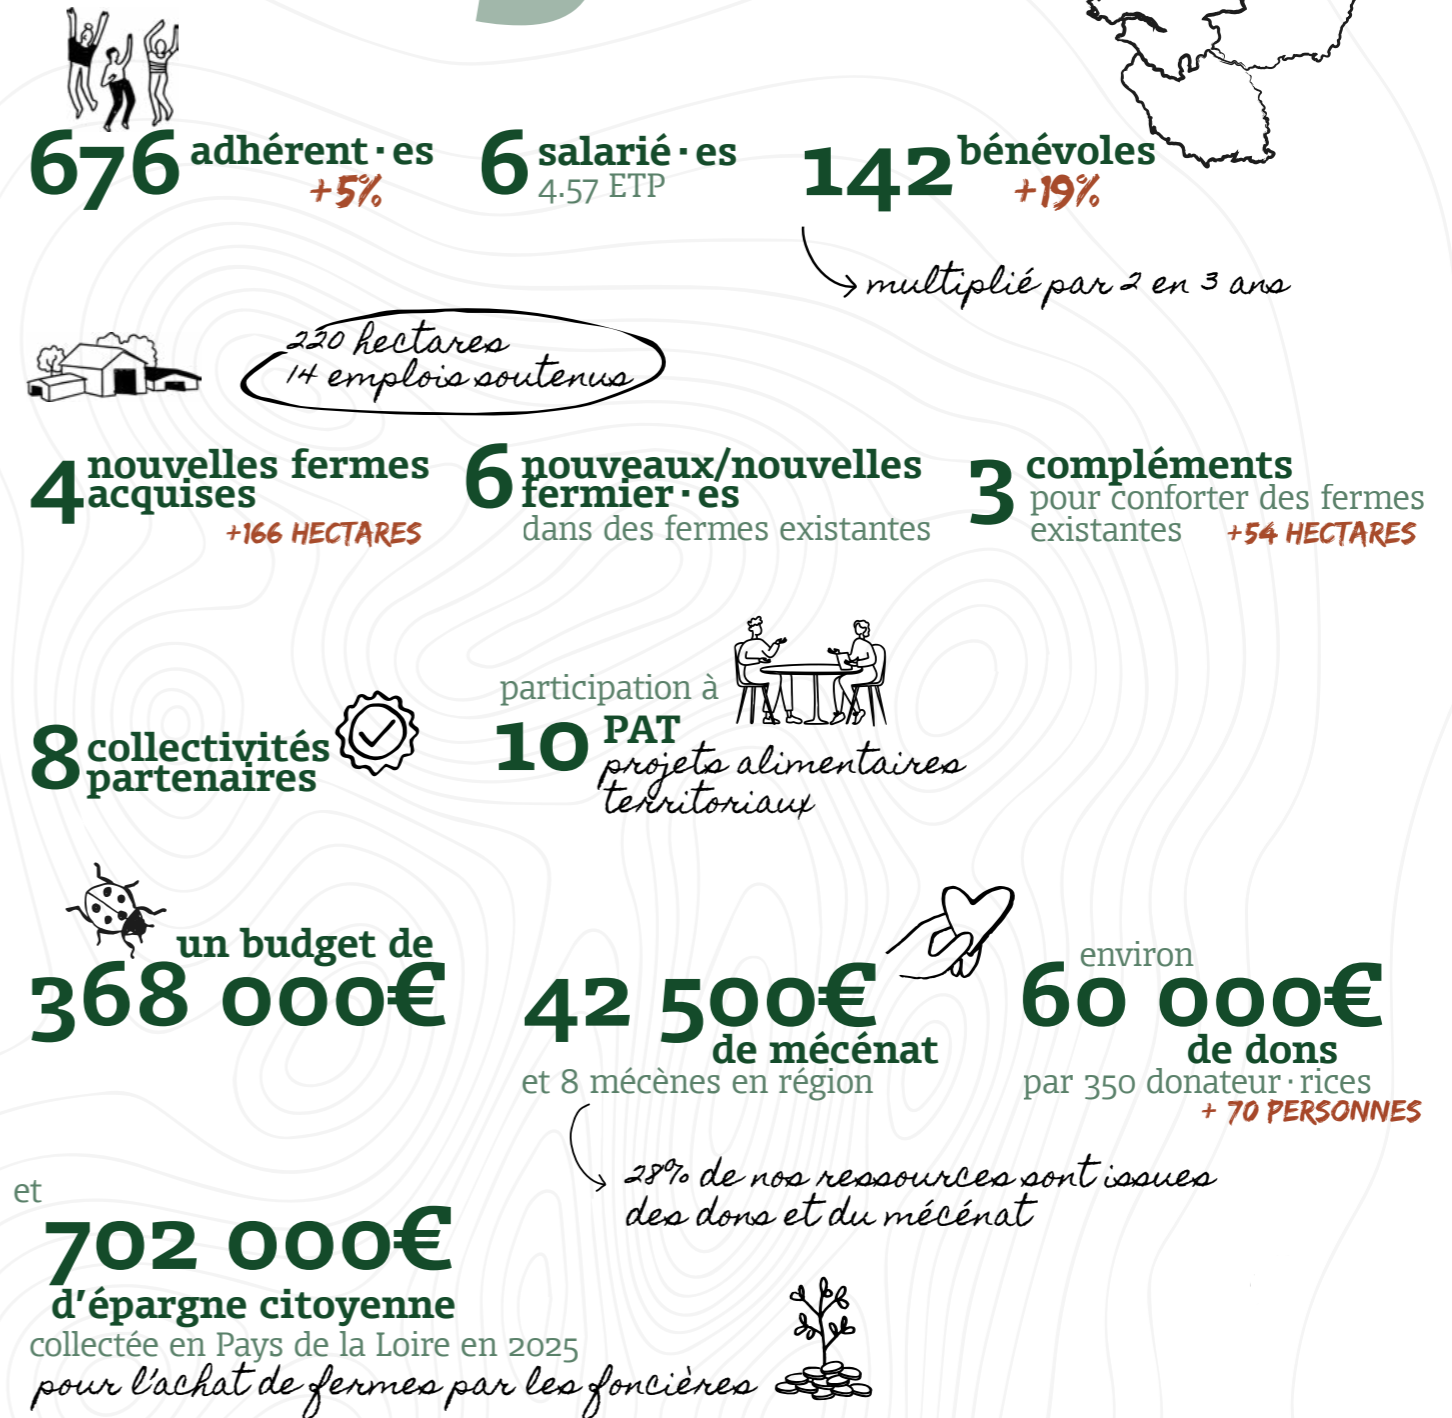 676 adhérent·es
+5%
6 salarié·es
4.57 ETP
142 bénévoles
+19%
multiplié par 2 en 3 ans
220 hectares
14 emplois soutenus
4 nouvelles fermes
acquises
+166 HECTARES
6 nouveaux/nouvelles
fermier·es
dans des fermes existantes
3 compléments
pour conforter des fermes
existantes
+54 HECTARES
8 collectivités
partenaires
participation à
10 PAT
projets alimentaires
territoriaux
un budget de
368 000€
42 500€
de mécénat
et 8 mécènes en région
environ
60 000€
de dons
par 350 donateur·rices
+ 70 PERSONNES
28% de nos ressources sont issues
des dons et du mécénat
et
702 000€
d'épargne citoyenne
collectée en Pays de la Loire en 2025
pour l'achat de fermes par les foncières